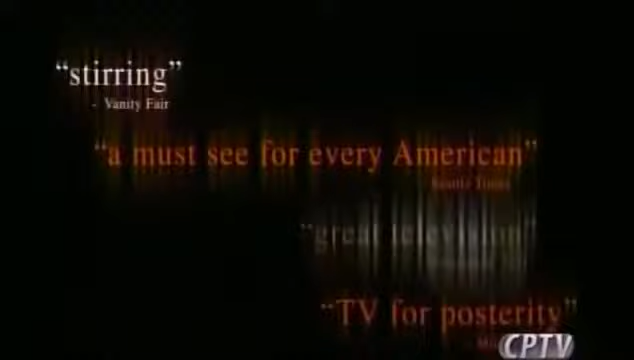 “stirring”
- Vanity Fair
“a must see for every American”
Seattle Times
“great television”
“TV for posterity”
CPTV